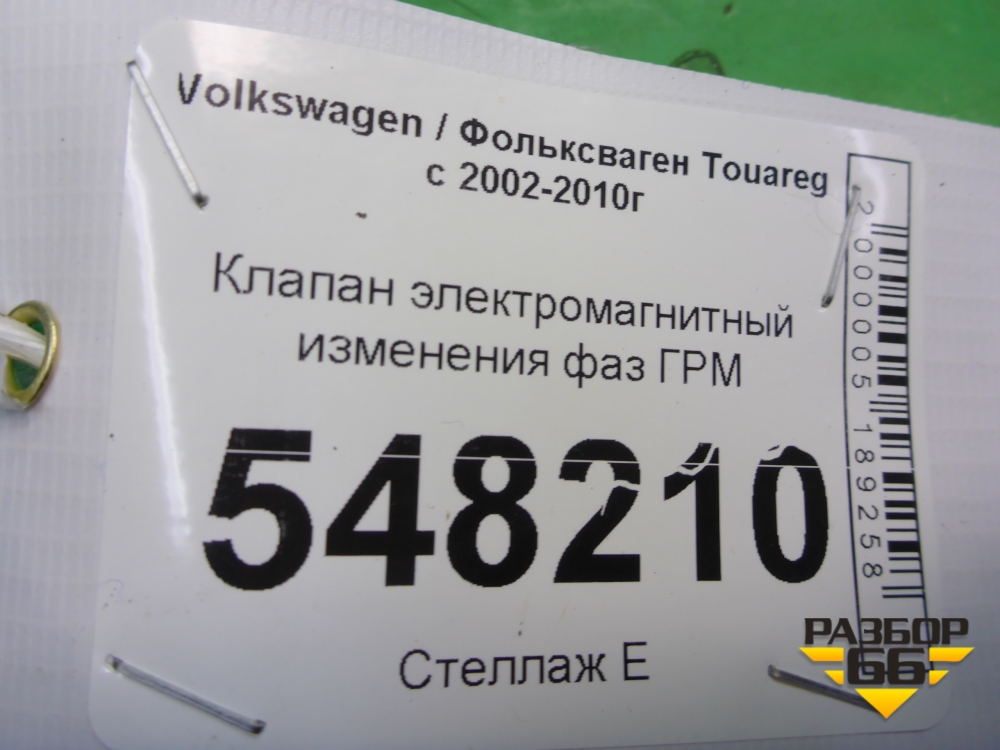 Volkswagen / Фольксваген Touareg
с 2002-2010г
Клапан электромагнитный
изменения фаз ГРМ
548210
Стеллаж E
2000005189258
РАЗБОР
66